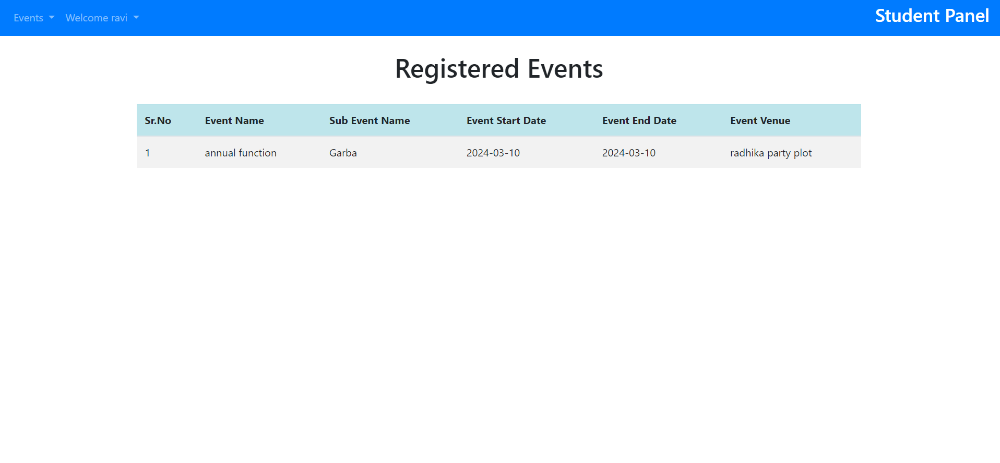 Events Welcome ravi Student Panel
Registered Events
Sr.No Event Name Sub Event Name Event Start Date Event End Date Event Venue
1 annual function Garba 2024-03-10 2024-03-10 radhika party plot